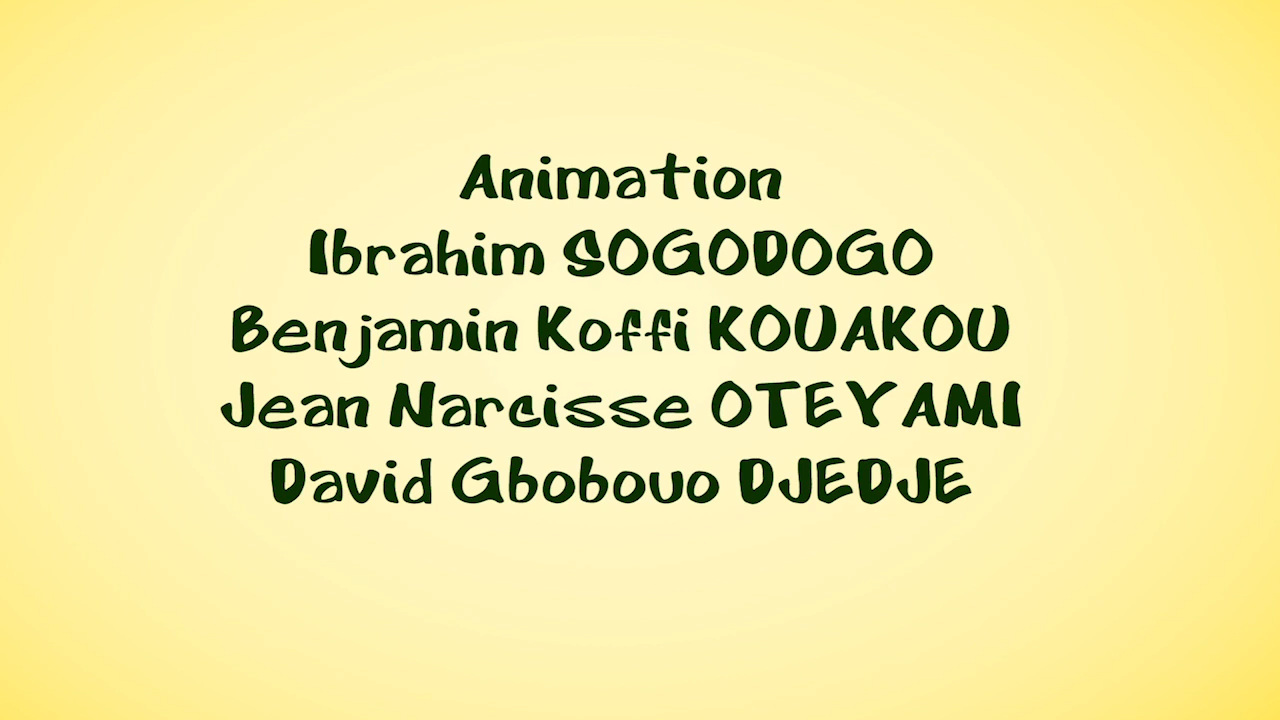 Animation
Ibrahim SOGODOGO
Benjamin Koffi KOUAKOU
Jean Narcisse OTEYAMI
David Gbobouo DJEDJE